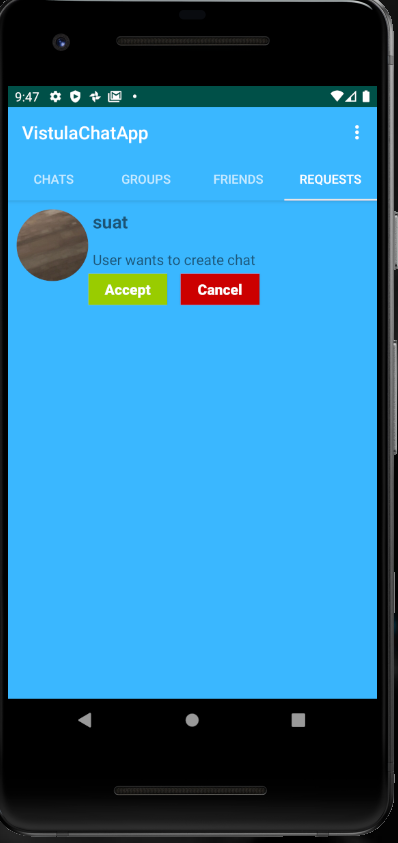 9:47
VistulaChatApp
CHATS GROUPS FRIENDS REQUESTS
suat
User wants to create chat
Accept Cancel